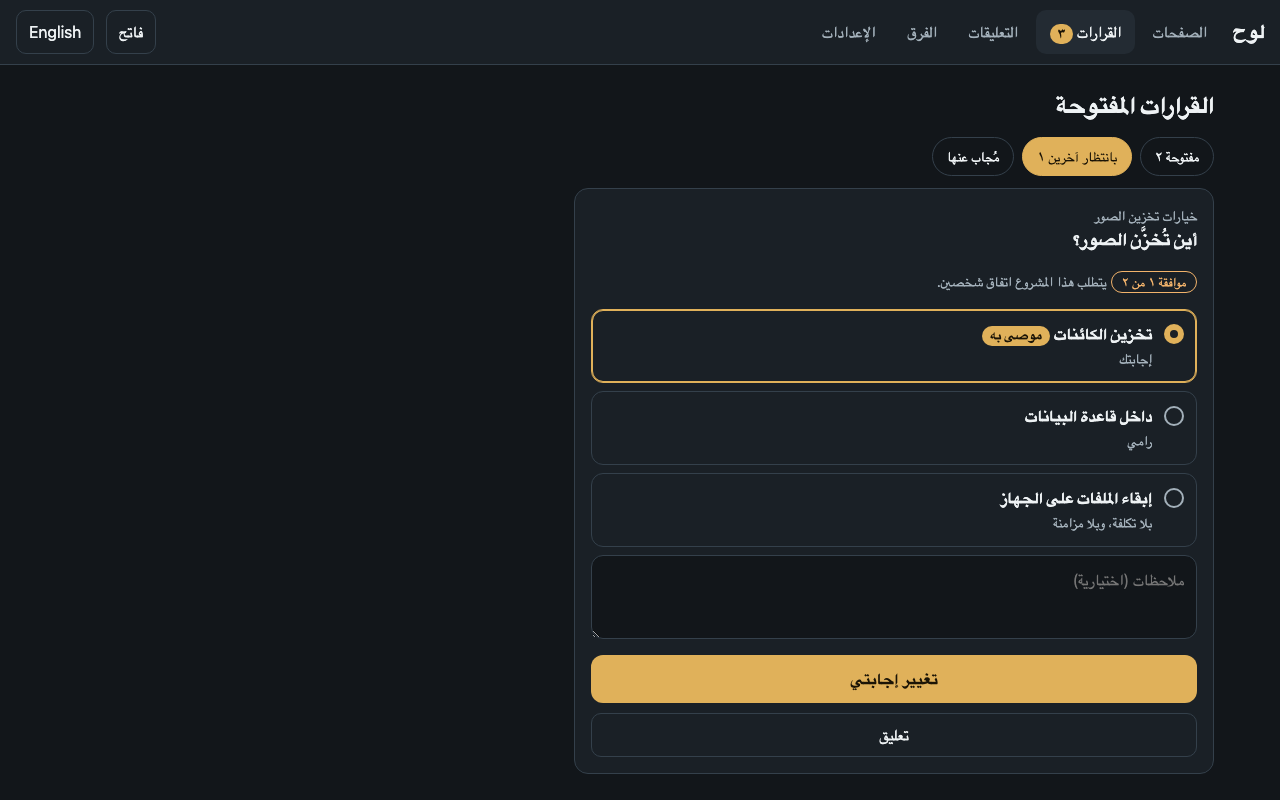 لوح
الصفحات
القرارات ٣
التعليقات
الفرق
الإعدادات
فاتح
English
القرارات المفتوحة
مفتوحة ٢
بانتظار آخرين ١
مُجاب عنها
خيارات تخزين الصور
أين تُخزَّن الصور؟
موافقة ١ من ٢ يتطلب هذا المشروع اتفاق شخصين.
تخزين الكائنات موصى به
إجابتك
داخل قاعدة البيانات
رامي
إبقاء الملفات على الجهاز
بلا تكلفة، وبلا مزامنة
ملاحظات (اختيارية)
تغيير إجابتي
تعليق